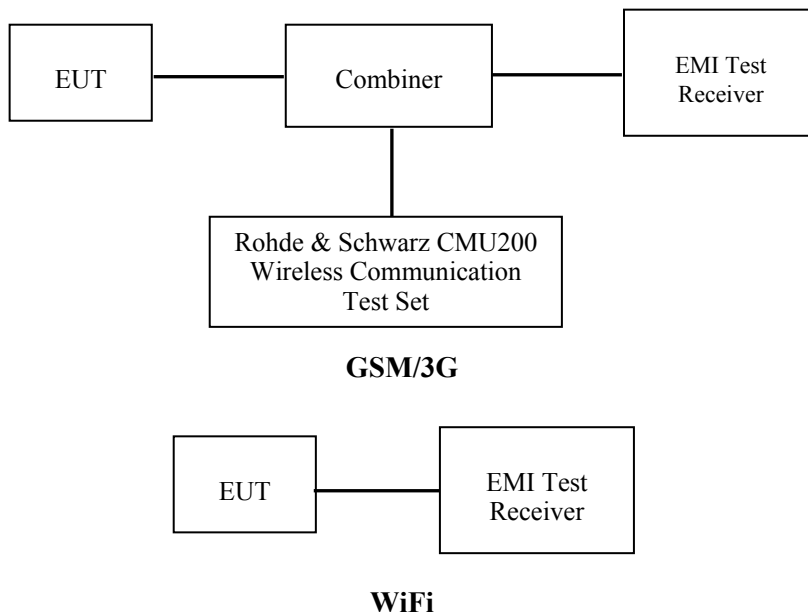 EUT
Combiner
EMI Test
Receiver
Rohde & Schwarz CMU200
Wireless Communication
Test Set
GSM/3G
EUT
EMI Test
Receiver
WiFi